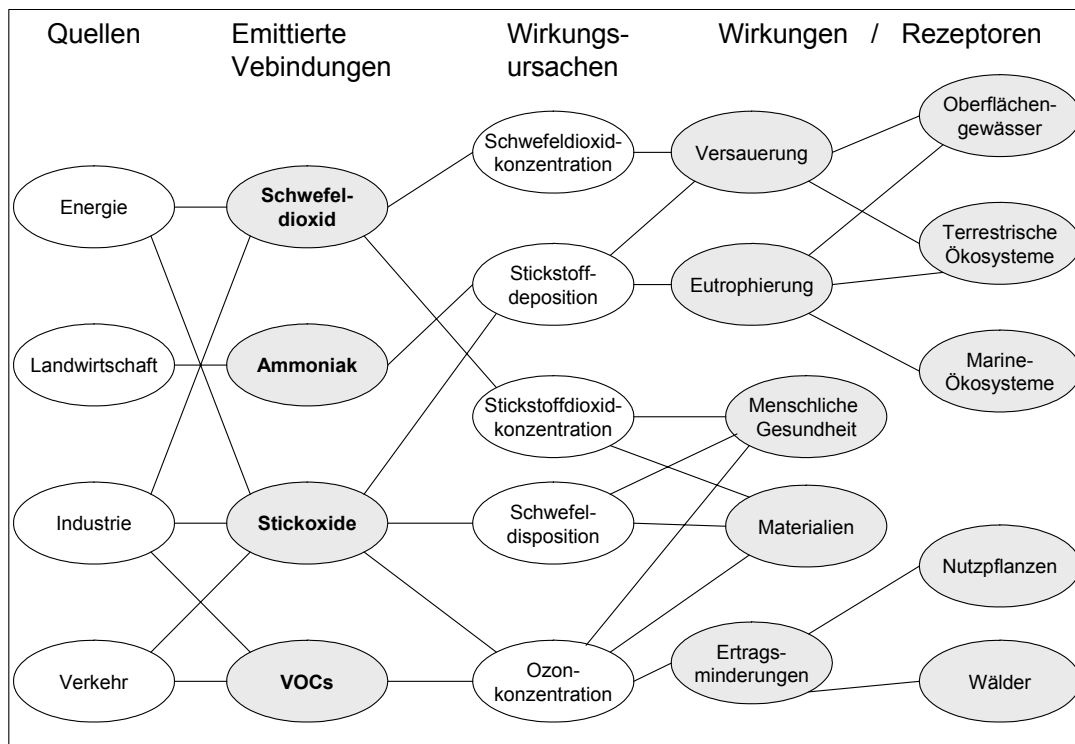 Quellen
Emittierte
Vebindungen
Wirkungs-
ursachen
Wirkungen / Rezeptoren
Energie
Landwirtschaft
Industrie
Verkehr
Schwefel-
dioxid
Ammoniak
Stickoxide
VOCs
Schwefeldioxid-
konzentration
Stickstoff
deposition
Stickstoffdioxid-
konzentration
Schwefel-
disposition
Ozon-
konzentration
Versauerung
Eutrophierung
Menschliche
Gesundheit
Materialien
Ertrags-
minderungen
Oberflächen-
gewässer
Terrestrische
Ökosysteme
Marine-
Ökosysteme
Nutzpflanzen
Wälder